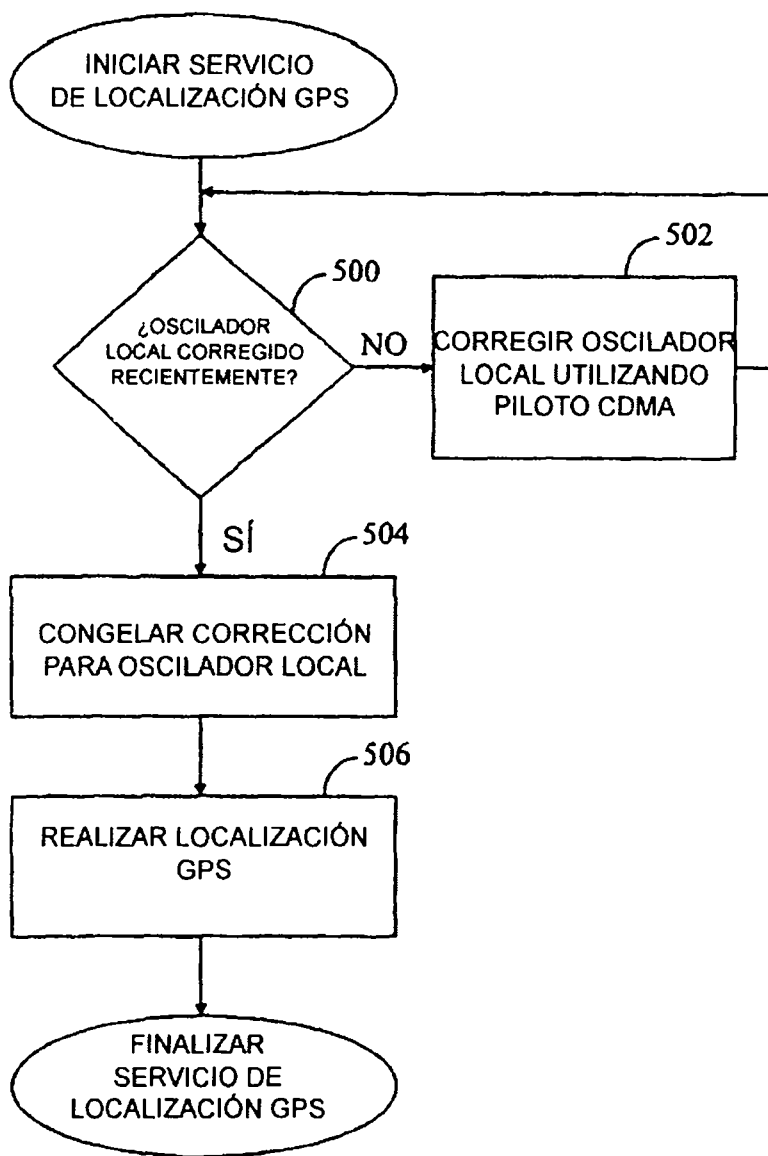 INICIAR SERVICIO
DE LOCALIZACIÓN GPS
500
¿OSCILADOR
LOCAL CORREGIDO
RECIENTEMENTE?
NO
502
CORREGIR OSCILADOR
LOCAL UTILIZANDO
PILOTO CDMA
SÍ
504
CONGELAR CORRECCIÓN
PARA OSCILADOR LOCAL
506
REALIZAR LOCALIZACIÓN
GPS
FINALIZAR
SERVICIO DE
LOCALIZACIÓN GPS